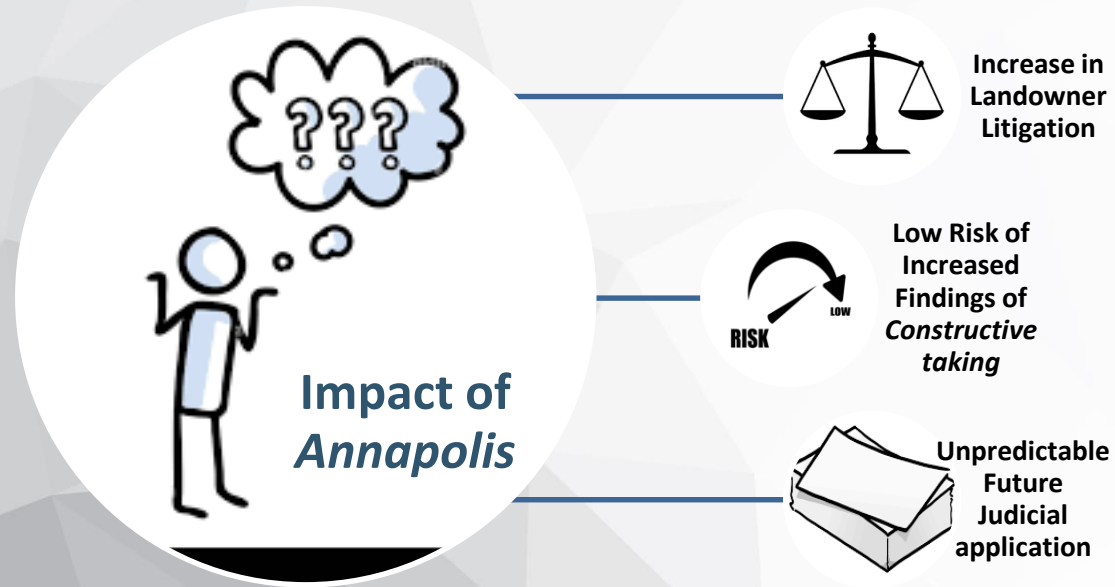 ???
Impact of
Annapolis
Increase in
Landowner
Litigation
RISK
LOW
Low Risk of
Increased
Findings of
Constructive
taking
Unpredictable
Future
Judicial
application